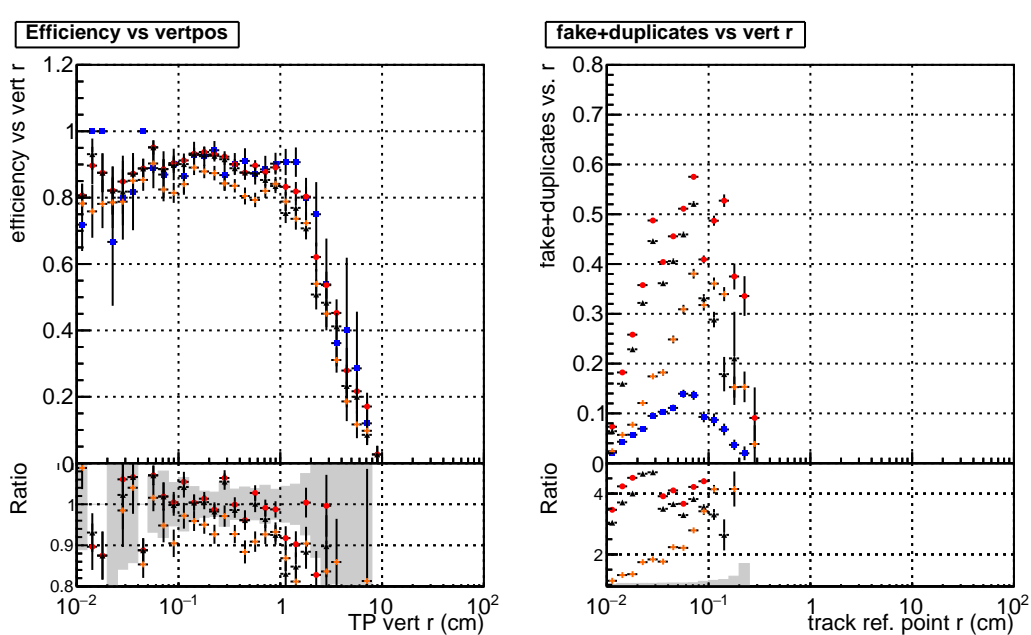 Efficiency vs vertpos
efficiency vs vert r
1.2
1
0.8
0.6
0.4
0.2
0
Ratio
1
0.9
0.8
10⁻² 10⁻¹ 1 10 10²
TP vert r (cm)
fake+duplicates vs vert r
fake+duplicates vs. r
0.8
0.7
0.6
0.5
0.4
0.3
0.2
0.1
0
Ratio
4
2
10⁻² 10⁻¹ 1 10 10²
track ref. point r (cm)